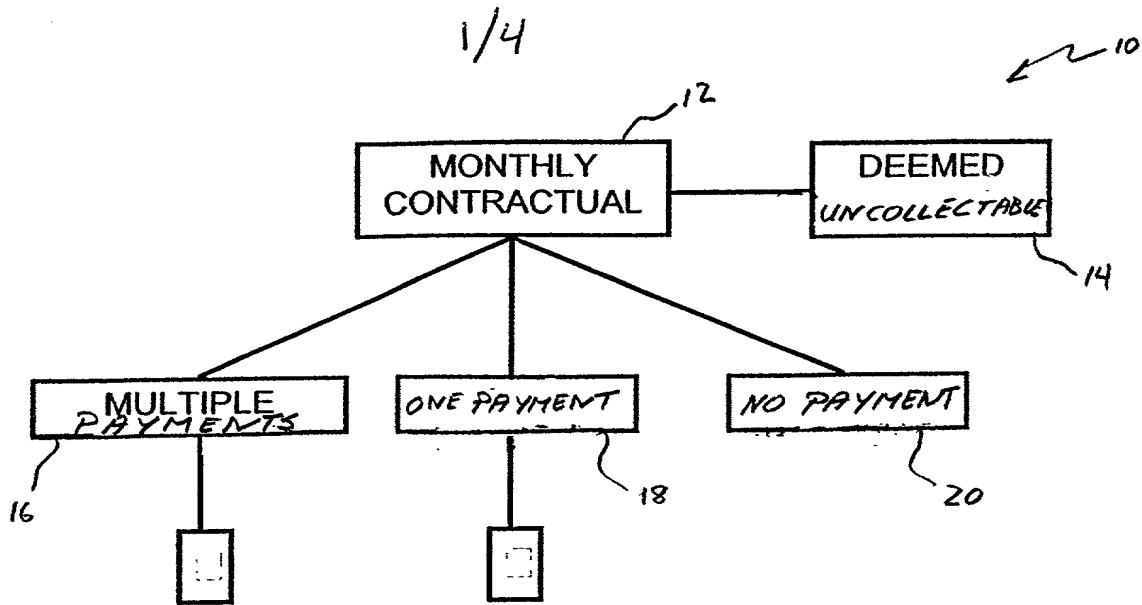 1/4
10
12
MONTHLY
CONTRACTUAL
DEEMED
UNCOLLECTABLE
14
MULTIPLE
PAYMENTS
ONE PAYMENT
NO PAYMENT
16
18
20